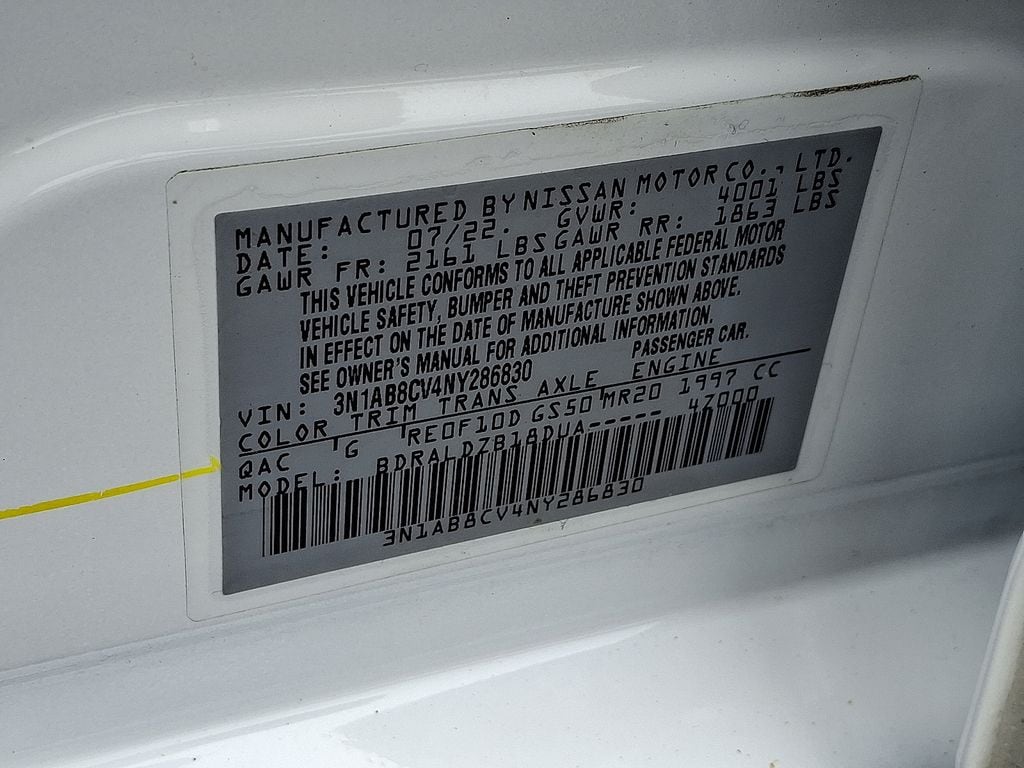 MANUFACTURED BY NISSAN MOTOR CO., LTD.
DATE: 07/22. GVWR: 4001 LBS
GAWR FR: 2161 LBS GAWR RR: 1863 LBS
THIS VEHICLE CONFORMS TO ALL APPLICABLE FEDERAL MOTOR
VEHICLE SAFETY, BUMPER AND THEFT PREVENTION STANDARDS
IN EFFECT ON THE DATE OF MANUFACTURE SHOWN ABOVE.
SEE OWNER'S MANUAL FOR ADDITIONAL INFORMATION.
VIN: 3N1AB8CV4NY286830 PASSENGER CAR.
COLOR TRIM TRANS AXLE ENGINE
QAC G RE0F10D GS50 MR20 1997 CC
MODEL: BDRALDZB18DUA---- 4Z000
3N1AB8CV4NY286830